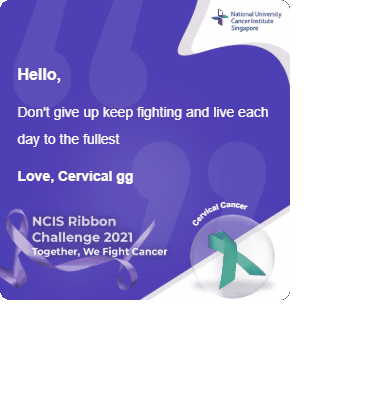 National University
Cancer Institute
Singapore
Hello,
Don't give up keep fighting and live each
day to the fullest
Love, Cervical gg
NCIS Ribbon
Challenge 2021
Together, We Fight Cancer
Cervical Cancer